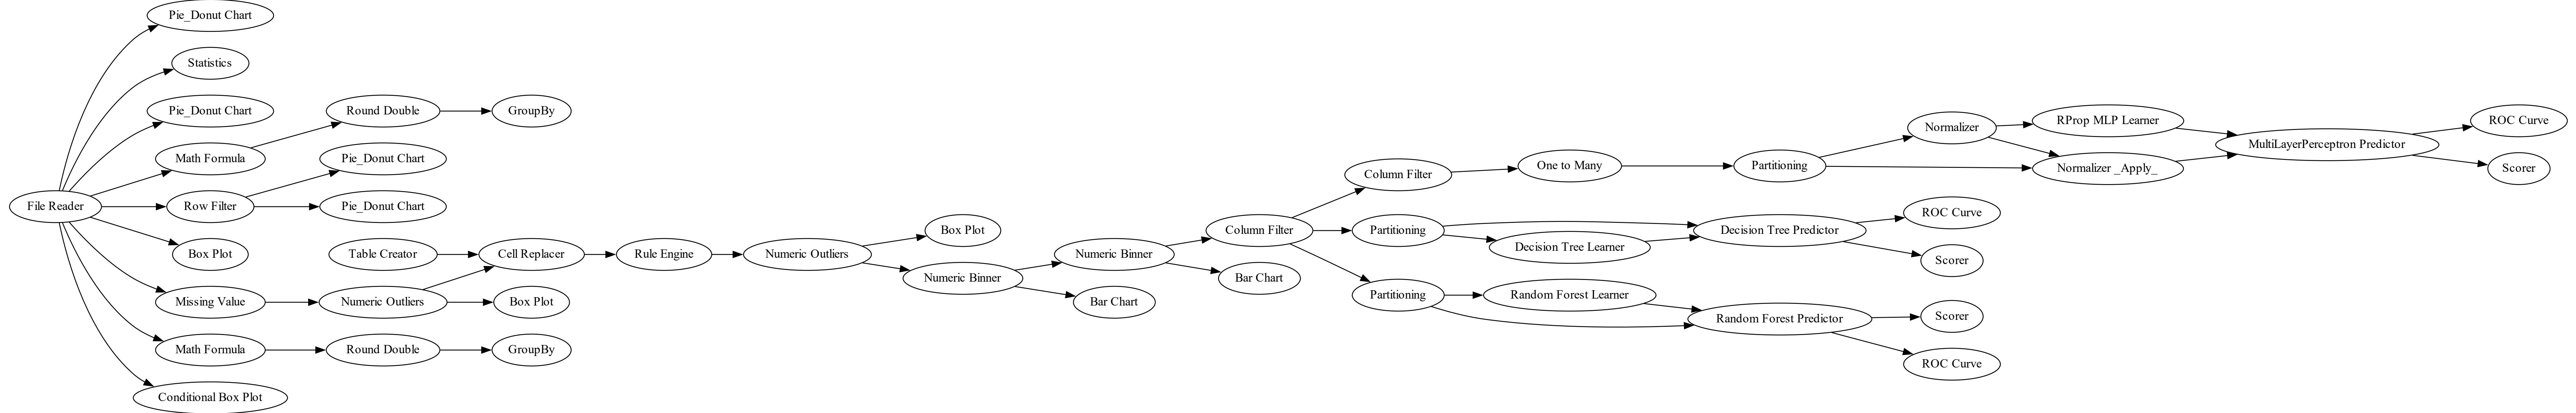 File Reader
Pie_Donut Chart
Statistics
Pie_Donut Chart
Math Formula
Row Filter
Box Plot
Missing Value
Math Formula
Conditional Box Plot
Round Double
Pie_Donut Chart
Pie_Donut Chart
Table Creator
Numeric Outliers
Round Double
GroupBy
Cell Replacer
Box Plot
GroupBy
Rule Engine
Numeric Outliers
Box Plot
Numeric Binner
Numeric Binner
Bar Chart
Column Filter
Bar Chart
Column Filter
Partitioning
Partitioning
One to Many
Decision Tree Learner
Random Forest Learner
Partitioning
Decision Tree Predictor
Random Forest Predictor
Normalizer
ROC Curve
Scorer
Scorer
ROC Curve
RProp MLP Learner
Normalizer _Apply_
MultiLayerPerceptron Predictor
ROC Curve
Scorer